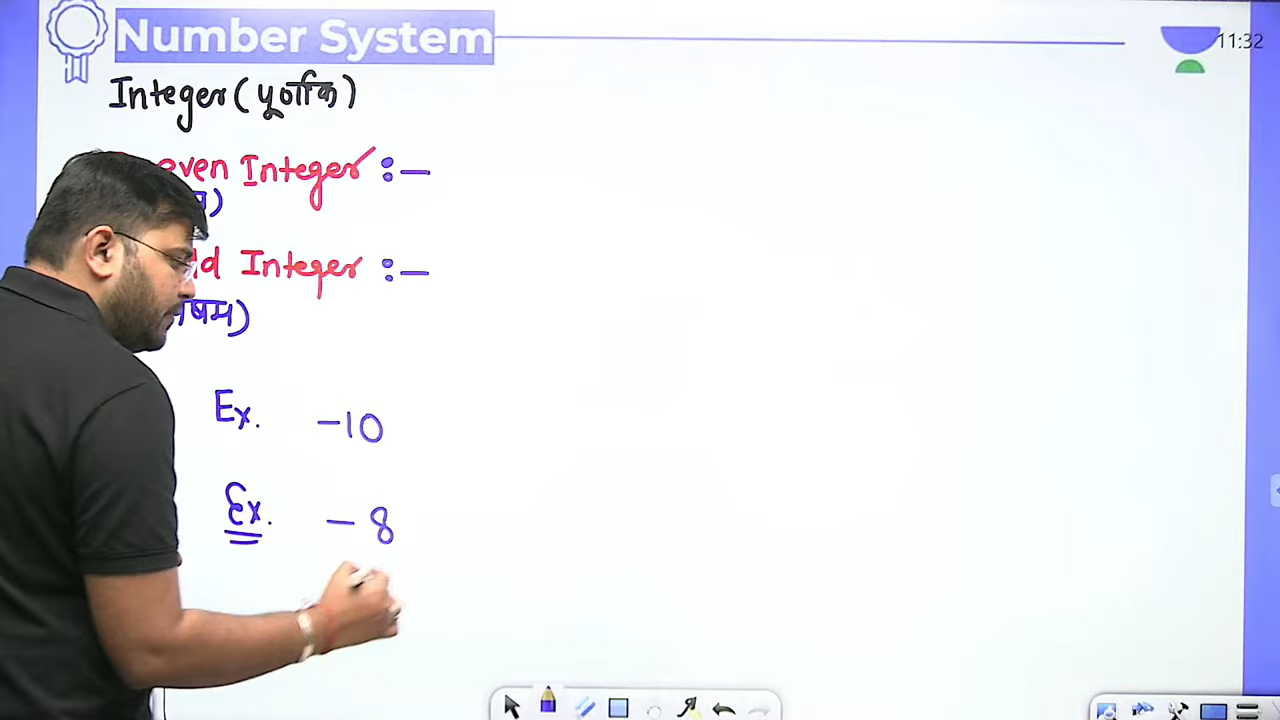 Number System
11:32
Integer (पूर्णांक)
even Integer :—
Integer :—
Ex. -10
Ex. - 8